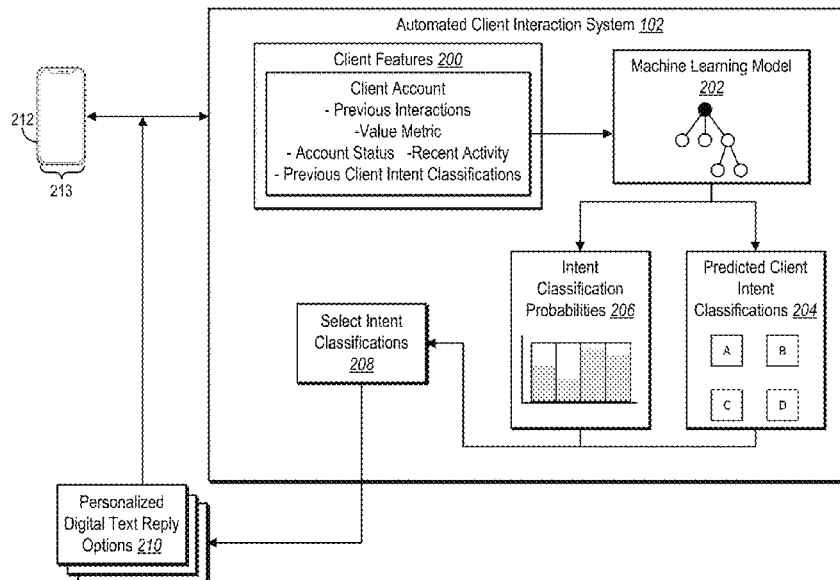 Automated Client Interaction System 102
Client Features 200
Client Account
- Previous Interactions
-Value Metric
- Account Status -Recent Activity
- Previous Client Intent Classifications
Machine Learning Model
202
212
213
Intent
Classification
Probabilities 206
Predicted Client
Intent
Classifications 204
A B
C D
Select Intent
Classifications
208
Personalized
Digital Text Reply
Options 210